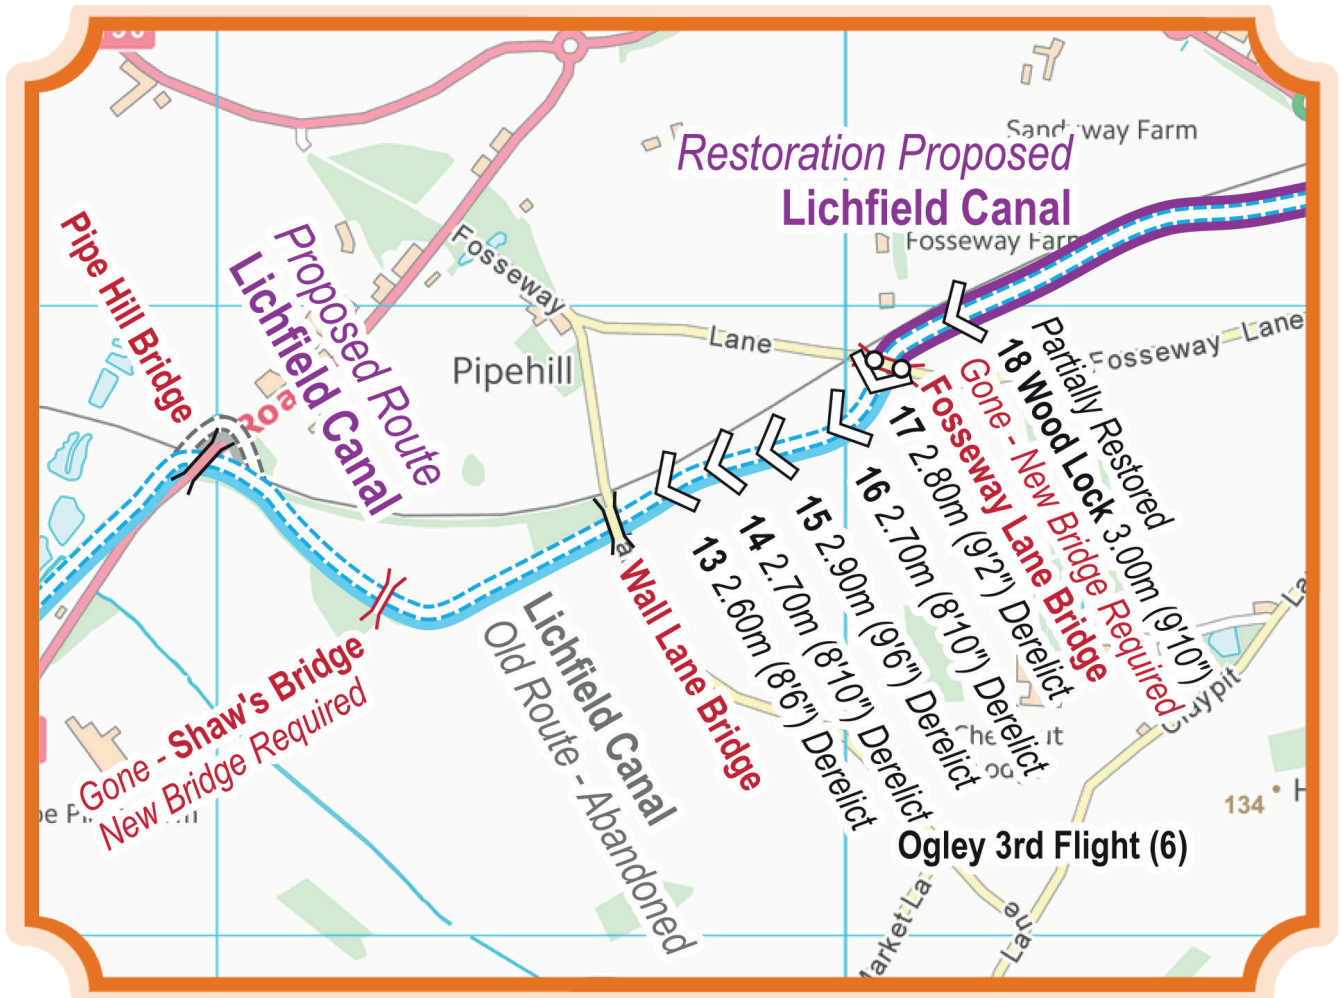 Sandyway Farm
Restoration Proposed
Lichfield Canal
Fosseway Farm
Pipe Hill Bridge
Proposed Route
Lichfield Canal
Fosseway
Lane
Fosseway Lane
Pipehill
Roa
Partially Restored
18 Wood Lock 3.00m (9'10")
Gone - New Bridge Required
Fosseway Lane Bridge
17 2.80m (9'2") Derelict
16 2.70m (8'10") Derelict
15 2.90m (9'6") Derelict
14 2.70m (8'10") Derelict
13 2.60m (8'6") Derelict
Wall Lane Bridge
Lichfield Canal
Old Route - Abandoned
Gone - Shaw's Bridge
New Bridge Required
Claypit La
134
H
Ogley 3rd Flight (6)
Market La
Lane